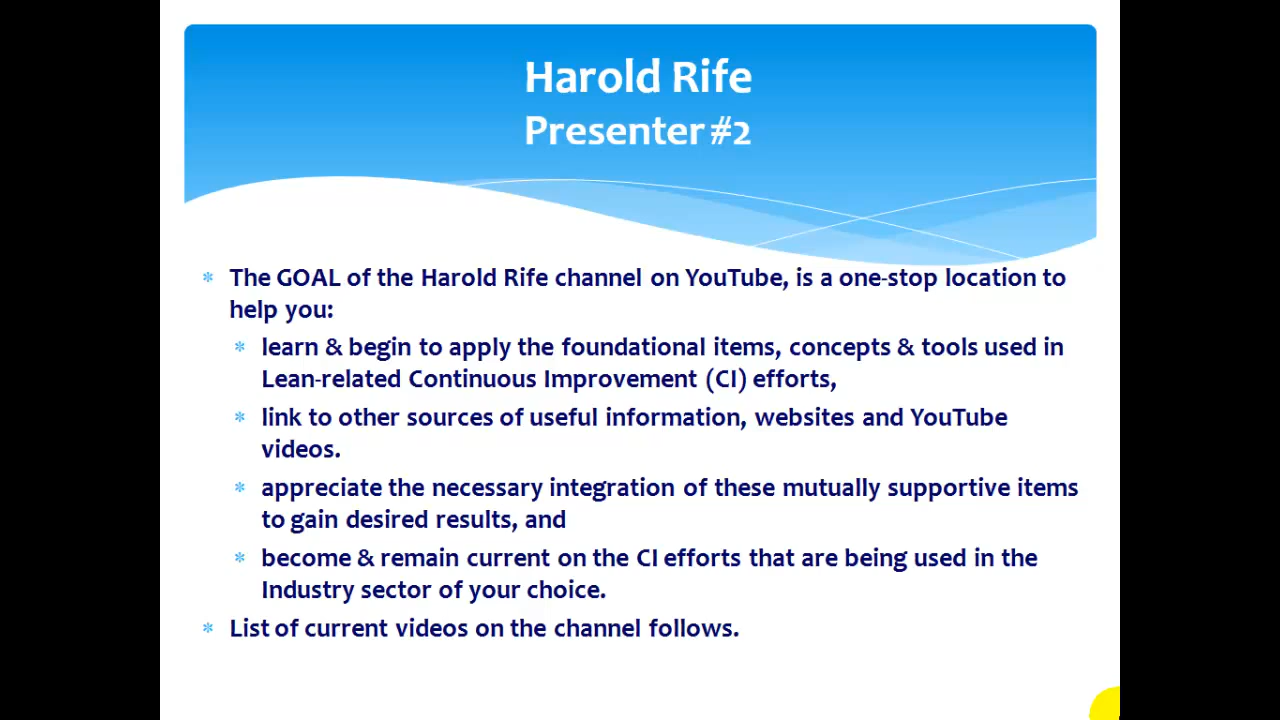 Harold Rife
Presenter #2
* The GOAL of the Harold Rife channel on YouTube, is a one-stop location to
help you:
* learn & begin to apply the foundational items, concepts & tools used in
Lean-related Continuous Improvement (CI) efforts,
* link to other sources of useful information, websites and YouTube
videos.
* appreciate the necessary integration of these mutually supportive items
to gain desired results, and
* become & remain current on the CI efforts that are being used in the
Industry sector of your choice.
* List of current videos on the channel follows.